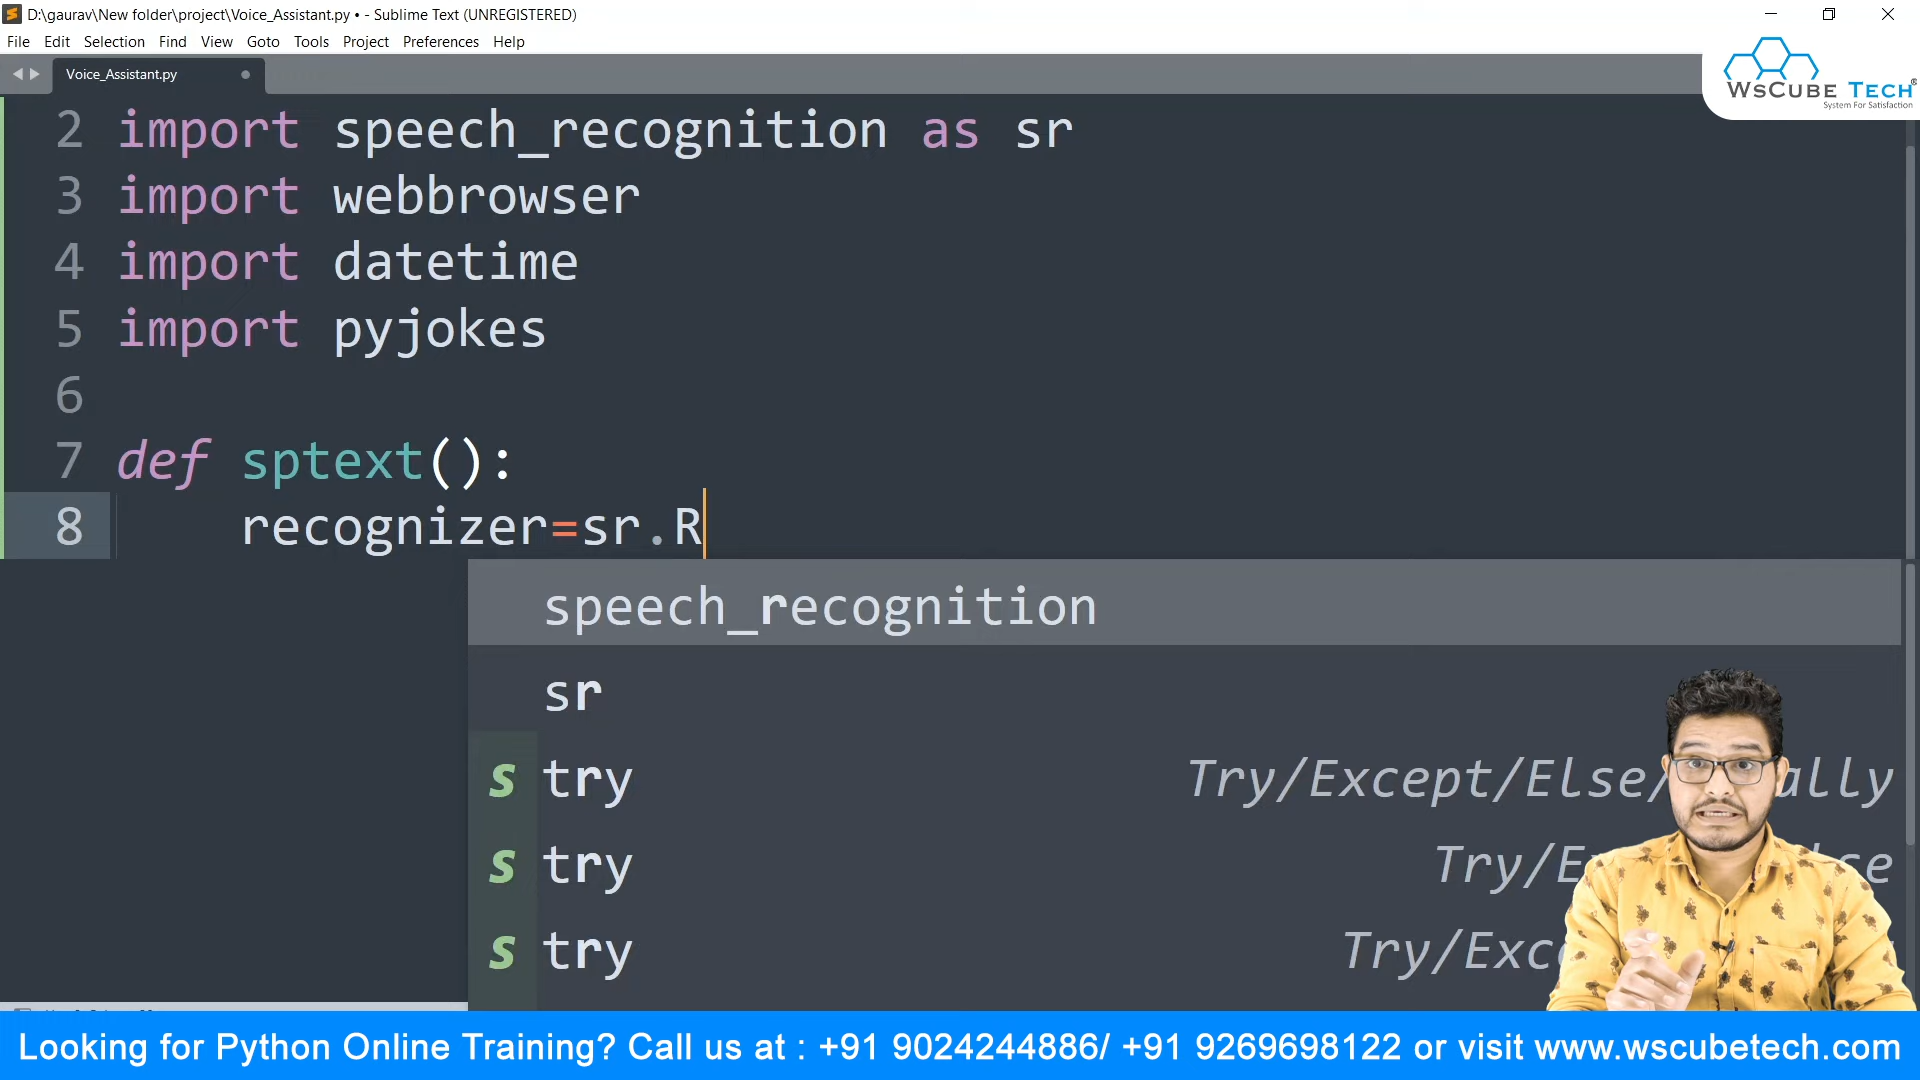 D:\gaurav\New folder\project\Voice_Assistant.py • - Sublime Text (UNREGISTERED)
File Edit Selection Find View Goto Tools Project Preferences Help
Voice_Assistant.py
WsCube Tech®
System For Satisfaction
2 import speech_recognition as sr
3 import webbrowser
4 import datetime
5 import pyjokes
6
7 def sptext():
8 recognizer=sr.R
speech_recognition
sr
s try Try/Except/Else/
s try
s try
Looking for Python Online Training? Call us at : +91 9024244886/ +91 9269698122 or visit www.wscubetech.com